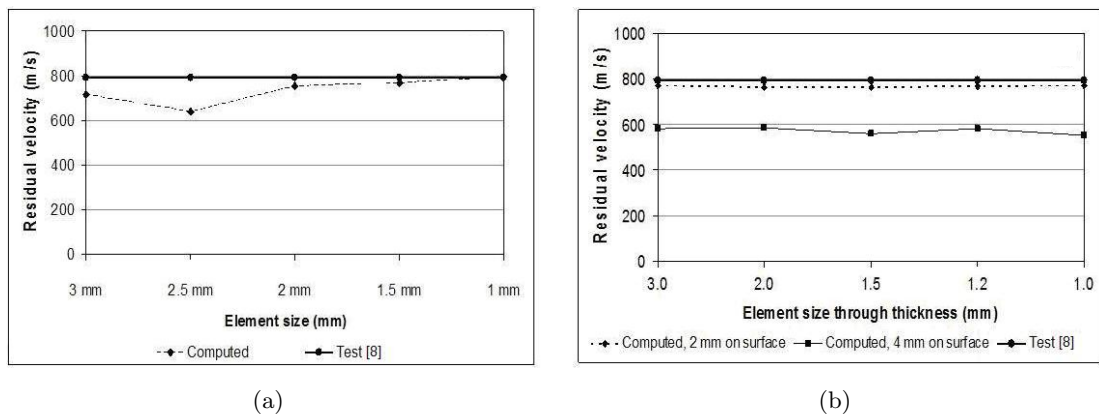 1000
800
600
400
200
0
Residual velocity (m/s)
3 mm 2.5 mm 2 mm 1.5 mm 1 mm
Element size (mm)
Computed Test [8]
(a)
1000
800
600
400
200
0
Residual velocity (m/s)
3.0 2.0 1.5 1.2 1.0
Element size through thickness (mm)
Computed, 2 mm on surface Computed, 4 mm on surface Test [8]
(b)